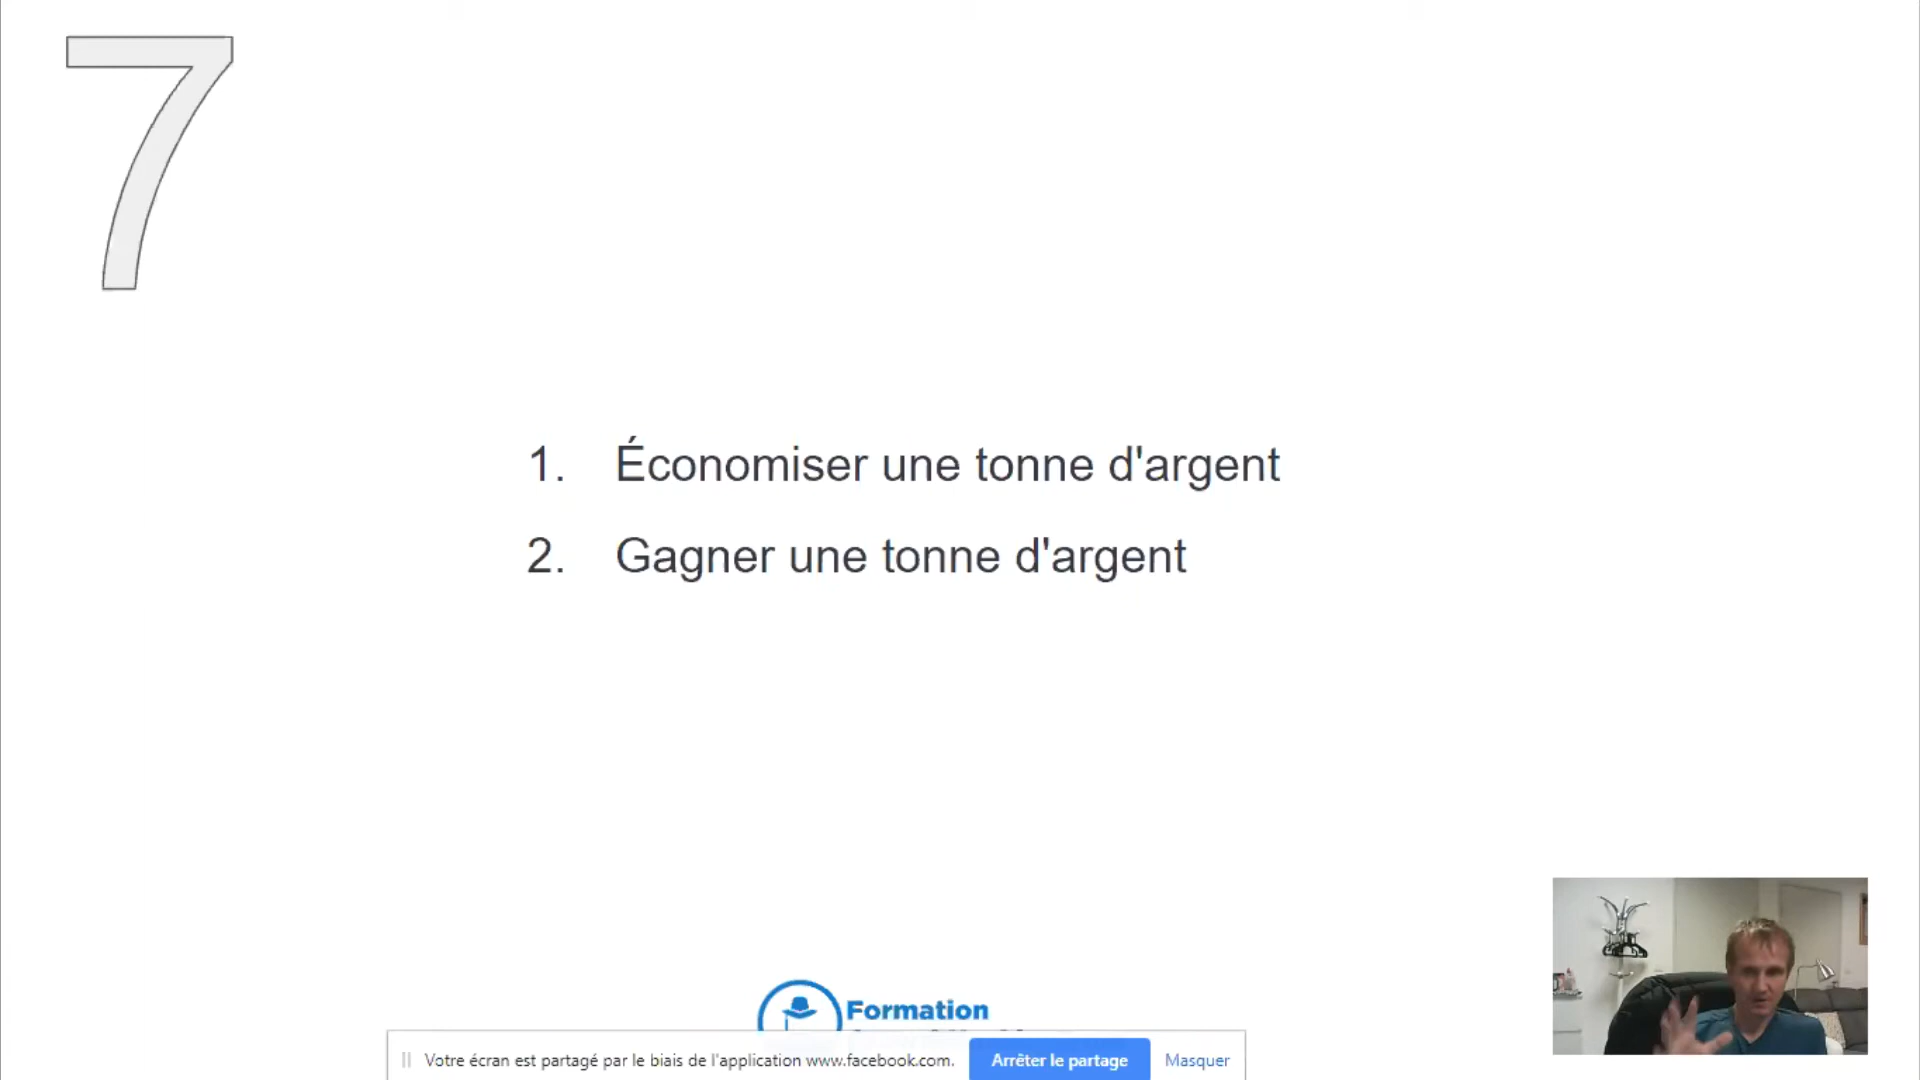 7
1. Économiser une tonne d'argent
2. Gagner une tonne d'argent
Formation
Votre écran est partagé par le biais de l'application www.facebook.com. Arrêter le partage Masquer